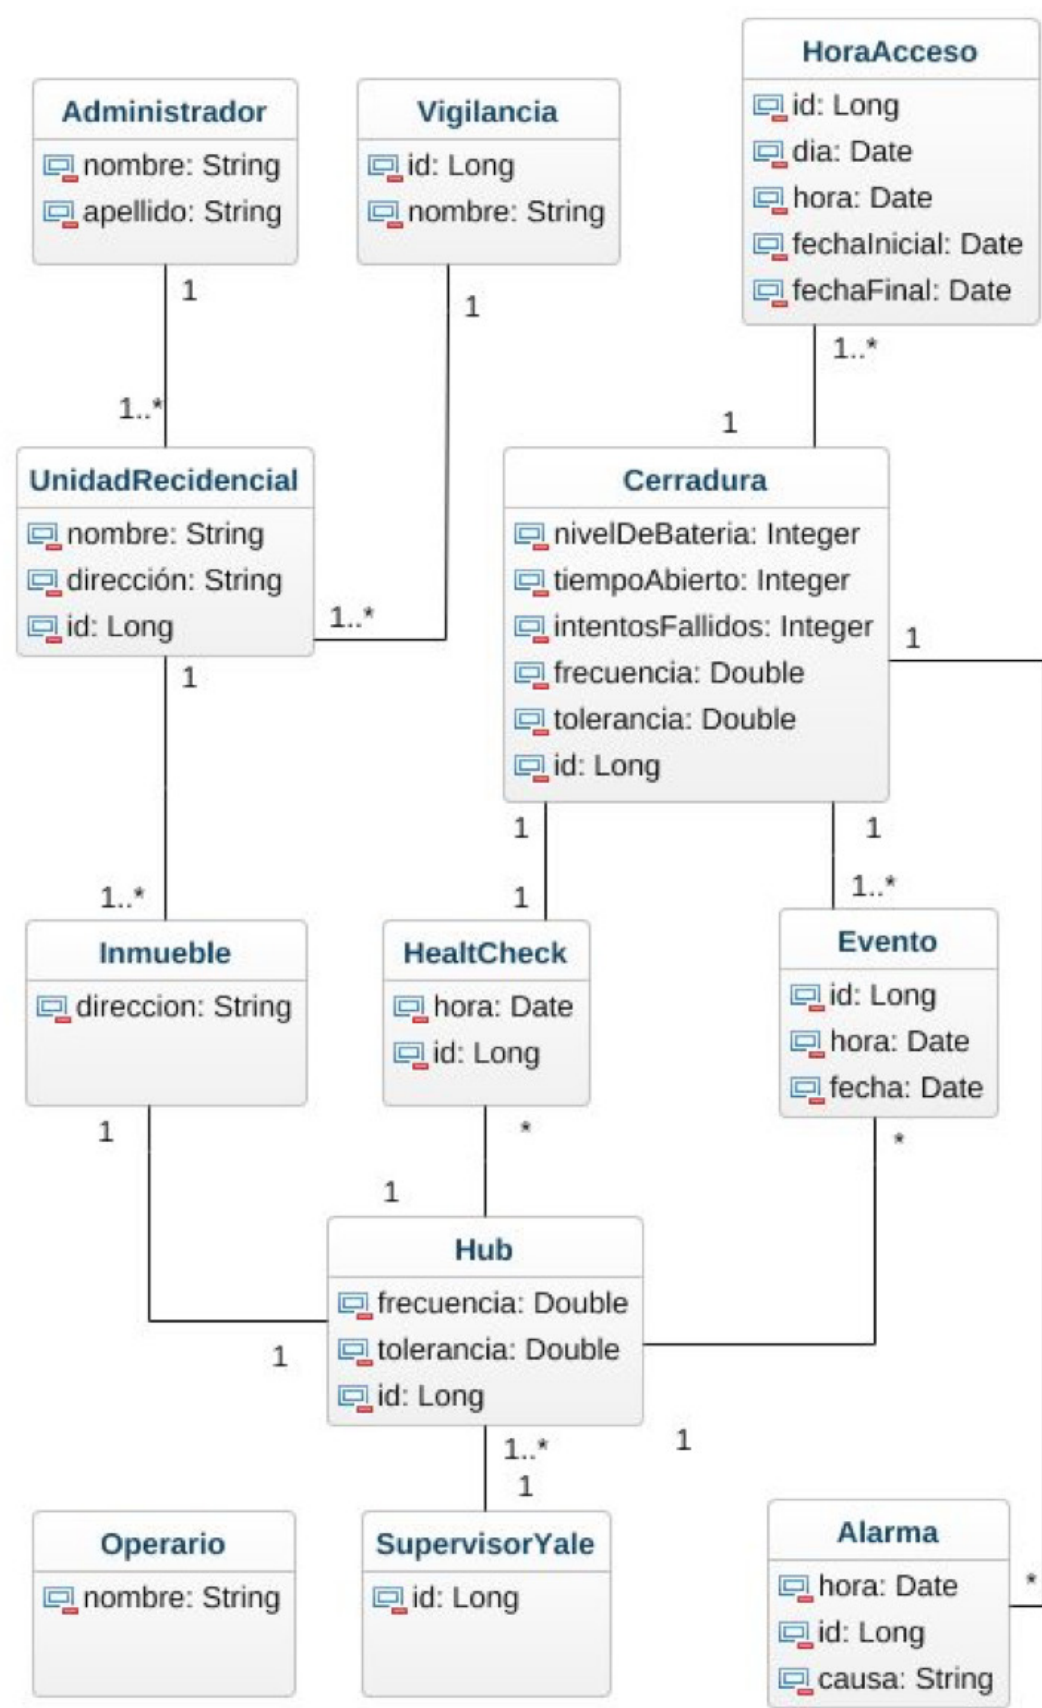 Administrador
nombre: String
apellido: String
Vigilancia
id: Long
nombre: String
HoraAcceso
id: Long
dia: Date
hora: Date
fechaInicial: Date
fechaFinal: Date
1
1
1..*
1..*
1
UnidadRecidencial
nombre: String
dirección: String
id: Long
1..*
Cerradura
nivelDeBateria: Integer
tiempoAbierto: Integer
intentosFallidos: Integer
frecuencia: Double
tolerancia: Double
id: Long
1
1
1
1
1..*
1
1..*
Inmueble
direccion: String
HealtCheck
hora: Date
id: Long
Evento
id: Long
hora: Date
fecha: Date
1
*
*
1
Hub
frecuencia: Double
tolerancia: Double
id: Long
1
1..*
1
1
Operario
nombre: String
SupervisorYale
id: Long
Alarma
hora: Date
id: Long
causa: String
*